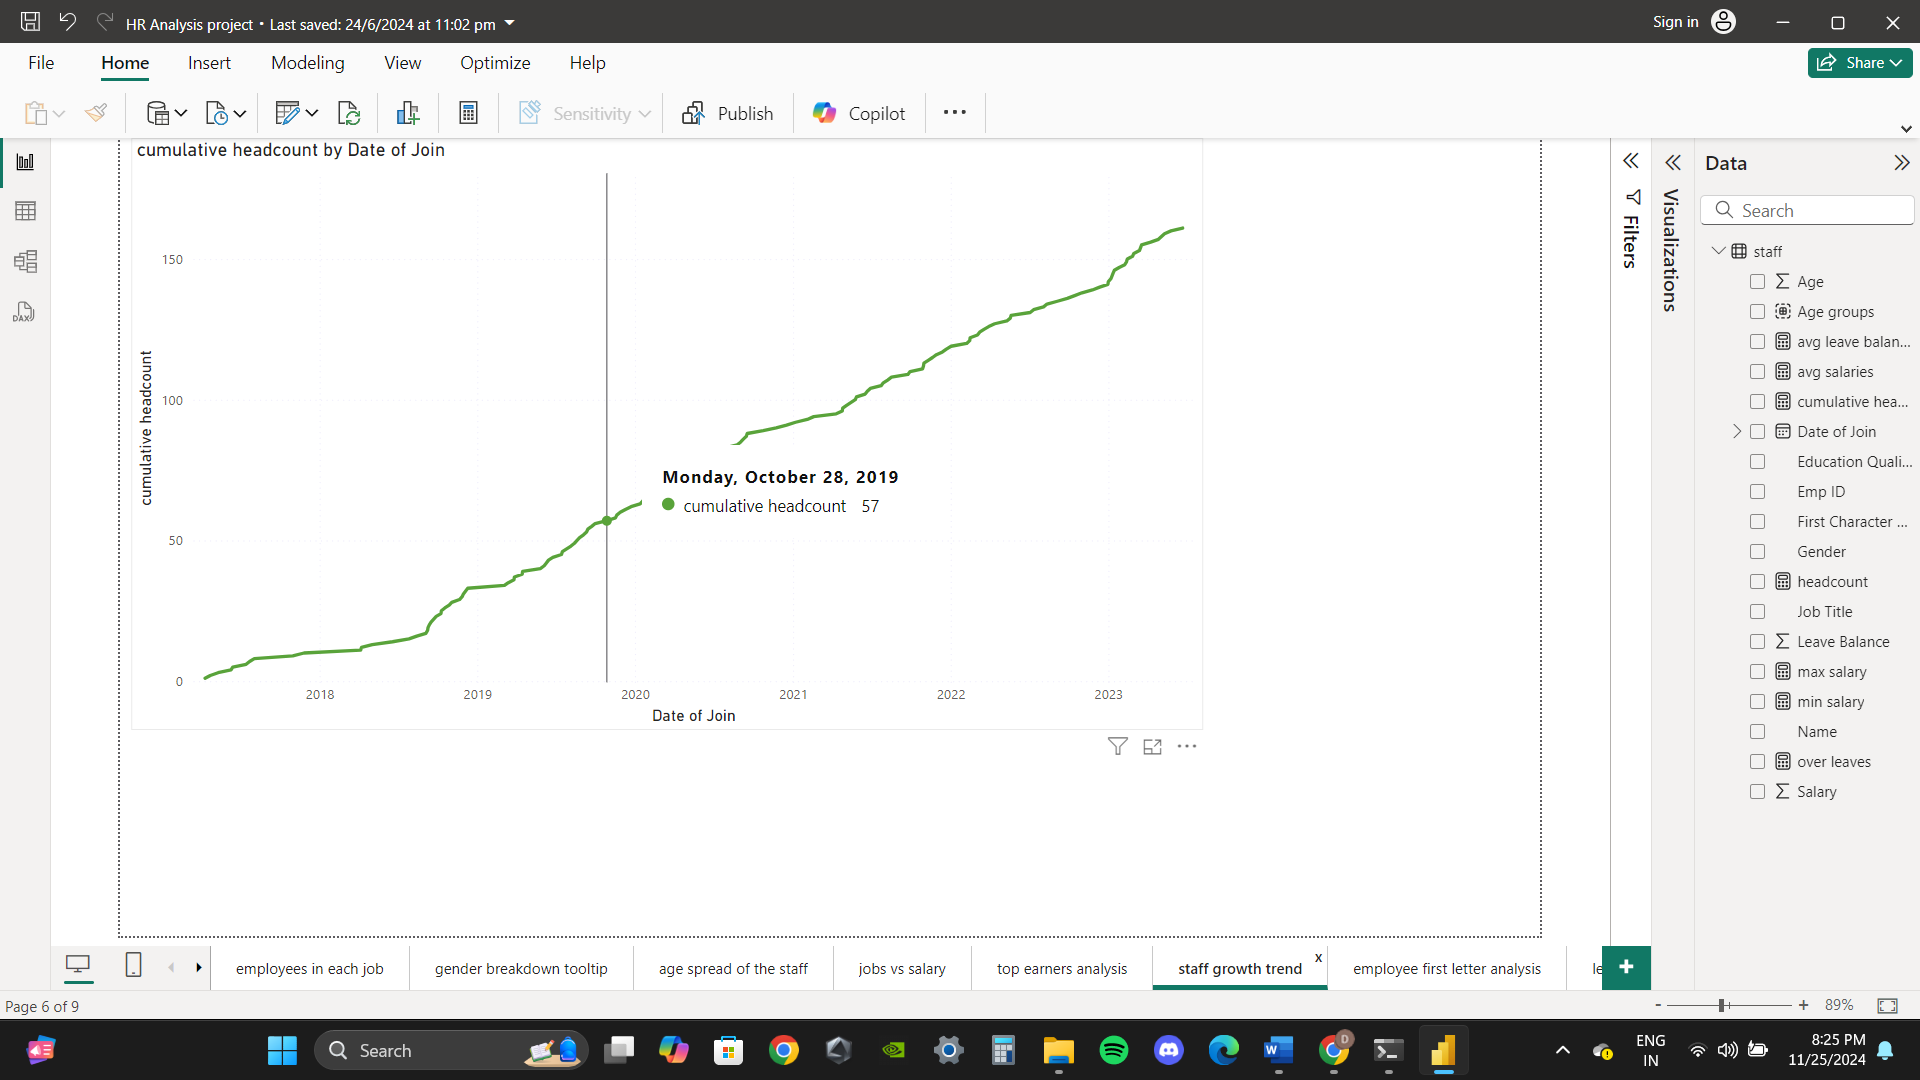 HR Analysis project • Last saved: 24/6/2024 at 11:02 pm
Sign in
File
Home
Insert
Modeling
View
Optimize
Help
Share
Sensitivity
Publish
Copilot
cumulative headcount by Date of Join
cumulative headcount
150
100
50
0
Monday, October 28, 2019
cumulative headcount 57
2018
2019
2020
2021
2022
2023
Date of Join
Filters
Visualizations
Data
Search
staff
Age
Age groups
avg leave balan...
avg salaries
cumulative hea...
Date of Join
Education Quali...
Emp ID
First Character ...
Gender
headcount
Job Title
Leave Balance
max salary
min salary
Name
over leaves
Salary
DAX
employees in each job
gender breakdown tooltip
age spread of the staff
jobs vs salary
top earners analysis
staff growth trend
x
employee first letter analysis
le
+
Page 6 of 9
- + 89%
Search
D
W
ENG
IN
8:25 PM
11/25/2024